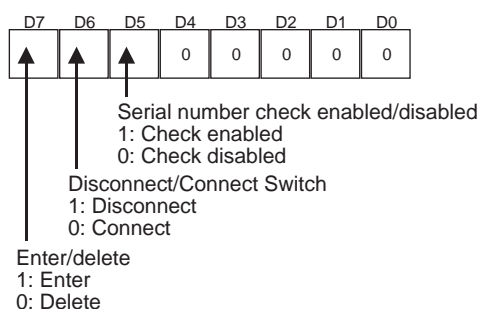 D7 D6 D5 D4 D3 D2 D1 D0
0 0 0 0 0
Serial number check enabled/disabled
1: Check enabled
0: Check disabled
Disconnect/Connect Switch
1: Disconnect
0: Connect
Enter/delete
1: Enter
0: Delete